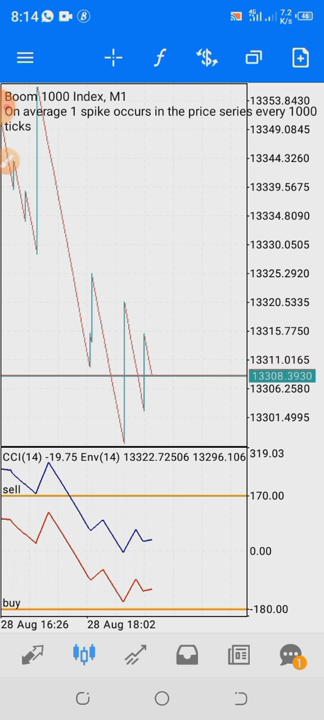 8:14
7.2
K/s
46
Boom 1000 Index, M1
On average 1 spike occurs in the price series every 1000
ticks
13353.8430
13349.0845
13344.3260
13339.5675
13334.8090
13330.0505
13325.2920
13320.5335
13315.7750
13311.0165
13308.3930
13306.2580
13301.4995
CCI(14) -19.75 Env(14) 13322.72506 13296.106
319.03
sell
170.00
0.00
buy
-180.00
28 Aug 16:26
28 Aug 18:02
1